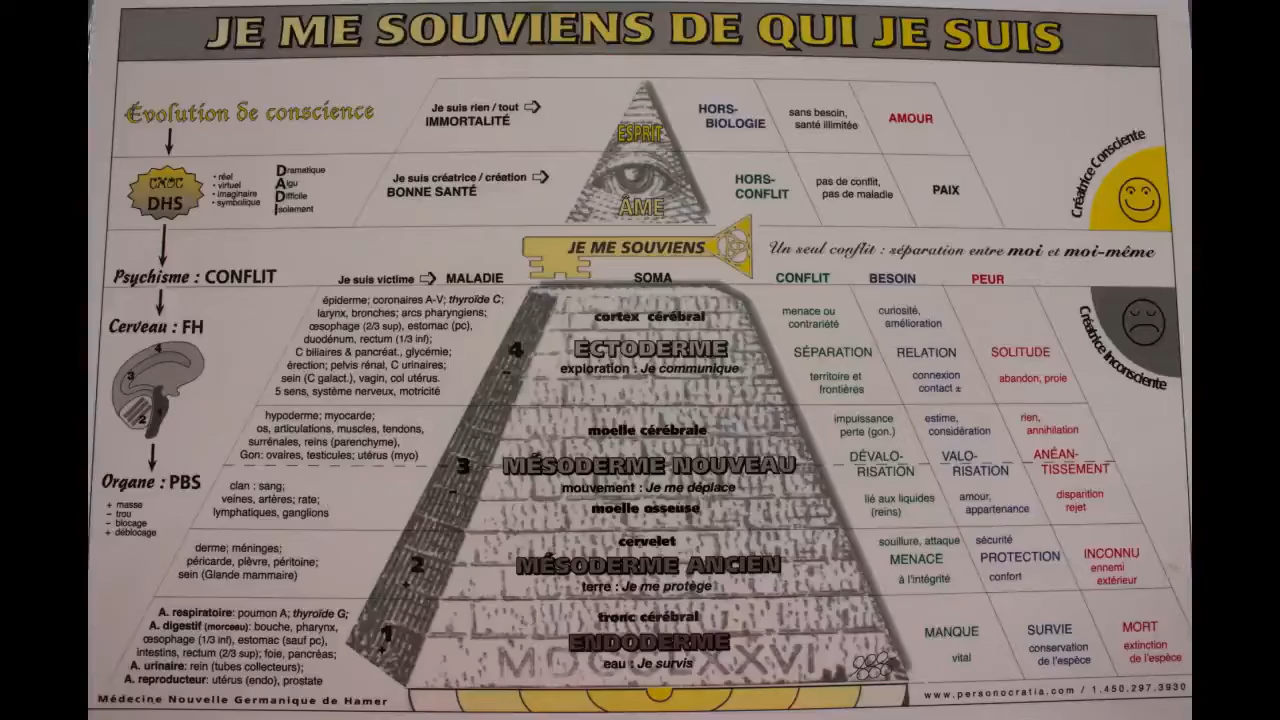 JE ME SOUVIENS DE QUI JE SUIS
Évolution de conscience
Je suis rien / tout
IMMORTALITÉ
ESPRIT
HORS-
BIOLOGIE
sans besoin,
santé illimitée
AMOUR
DHS
• réel
• virtuel
• imaginaire
• symbolique
Dramatique
Aigu
Difficile
Isolement
Je suis créatrice / création
BONNE SANTÉ
ÂME
HORS-
CONFLIT
pas de conflit,
pas de maladie
PAIX
Créatrice Consciente
JE ME SOUVIENS
Un seul conflit : séparation entre moi et moi-même
Psychisme : CONFLIT
Je suis victime
MALADIE
SOMA
CONFLIT
BESOIN
PEUR
Créatrice Inconsciente
Cerveau : FH
4
3
2
1
épiderme; coronaires A-V; thyroïde C;
larynx, bronches; arcs pharyngiens;
œsophage (2/3 sup), estomac (pc),
duodénum, rectum (1/3 inf);
C biliaires & pancréat., glycémie;
érection; pelvis rénal, C urinaires;
sein (C galact.), vagin, col utérus.
5 sens, système nerveux, motricité
4
-
cortex cérébral
ECTODERME
exploration : Je communique
menace ou
contrariété
curiosité,
amélioration
SÉPARATION
RELATION
SOLITUDE
territoire et
frontières
connexion
contact ±
abandon, proie
hypoderme; myocarde;
os, articulations, muscles, tendons,
surrénales, reins (parenchyme),
Gon: ovaires, testicules; utérus (myo)
clan : sang;
veines, artères; rate;
lymphatiques, ganglions
3
-
moelle cérébrale
MÉSODERME NOUVEAU
mouvement : Je me déplace
moelle osseuse
impuissance
perte (gon.)
estime,
considération
rien,
annihilation
DÉVALO-
RISATION
VALO-
RISATION
ANÉAN-
TISSEMENT
lié aux liquides
(reins)
amour,
appartenance
disparition
rejet
Organe : PBS
+ masse
– trou
– blocage
+ déblocage
derme; méninges;
péricarde, plèvre, péritoine;
sein (Glande mammaire)
2
cervelet
MÉSODERME ANCIEN
terre : Je me protège
souillure, attaque
MENACE
à l'intégrité
sécurité
PROTECTION
confort
INCONNU
ennemi
extérieur
A. respiratoire: poumon A; thyroïde G;
A. digestif (morceau): bouche, pharynx,
œsophage (1/3 inf), estomac (sauf pc),
intestins, rectum (2/3 sup); foie, pancréas;
A. urinaire: rein (tubes collecteurs);
A. reproducteur: utérus (endo), prostate
1
+
tronc cérébral
ENDODERME
eau : Je survis
MDCCLXXVI
MANQUE
vital
SURVIE
conservation
de l'espèce
MORT
extinction
de l'espèce
Médecine Nouvelle Germanique de Hamer
www.personocratia.com / 1.450.297.3930